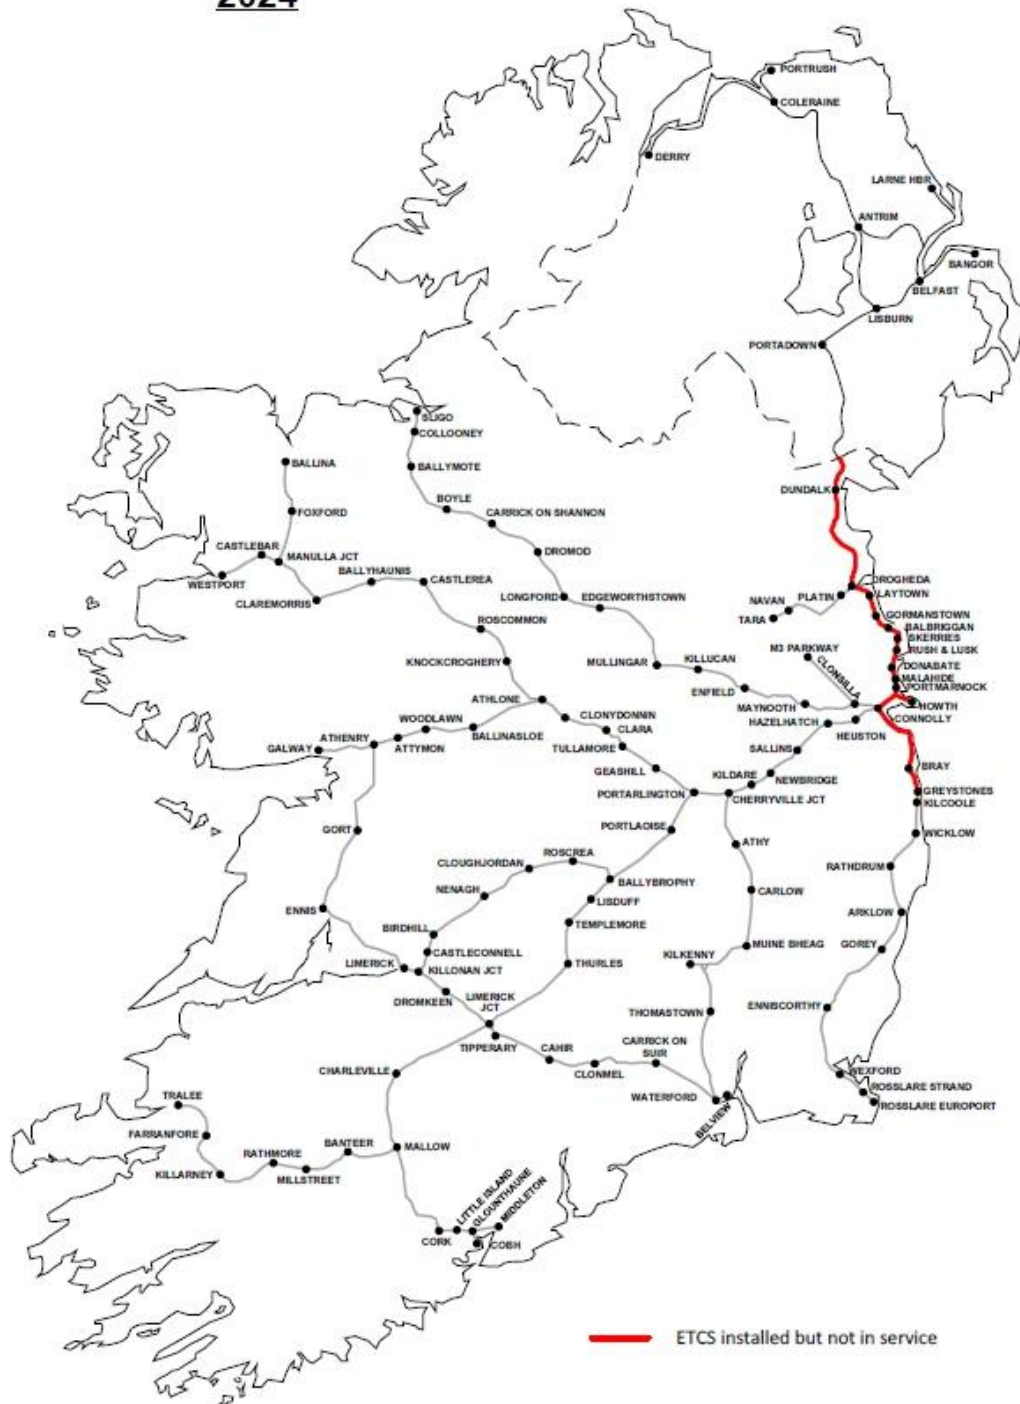 2024
PORTRUSH
COLERAINE
DERRY
LARNE HBR
ANTRIM
BANGOR
BELFAST
LISBURN
PORTADOWN
SLIGO
COLLOONEY
BALLINA
BALLYMOTE
DUNDALK
BOYLE
FOXFORD
CARRICK ON SHANNON
CASTLEBAR
MANULLA JCT
DROMOD
WESTPORT
BALLYHAUNIS
CASTLEREA
DROGHEDA
LAYTOWN
CLAREMORRIS
LONGFORD
EDGEWORTHSTOWN
NAVAN
PLATIN
TARA
GORMANSTOWN
BALBRIGGAN
SKERRIES
ROSCOMMON
RUSH & LUSK
M3 PARKWAY
KNOCKCROGHERY
MULLINGAR
KILLUCAN
CLONSILLA
DONABATE
MALAHIDE
PORTMARNOCK
ENFIELD
ATHLONE
MAYNOOTH
HOWTH
CONNOLLY
WOODLAWN
CLONYDONNIN
HAZELHATCH
HEUSTON
ATHENRY
GALWAY
ATTYMON
BALLINASLOE
CLARA
TULLAMORE
SALLINS
GEASHILL
KILDARE
NEWBRIDGE
BRAY
PORTARLINGTON
CHERRYVILLE JCT
GREYSTONES
KILCOOLE
GORT
PORTLAOISE
WICKLOW
ATHY
CLOUGHJORDAN
ROSCREA
RATHDRUM
NENAGH
BALLYBROPHY
CARLOW
LISDUFF
ENNIS
ARKLOW
BIRDHILL
TEMPLEMORE
CASTLECONNELL
MUINE BHEAG
GOREY
LIMERICK
KILLONAN JCT
THURLES
KILKENNY
DROMKEEN
LIMERICK
JCT
THOMASTOWN
ENNISCORTHY
TIPPERARY
CAHIR
CARRICK ON
SUIR
CHARLEVILLE
CLONMEL
WEXFORD
ROSSLARE STRAND
TRALEE
WATERFORD
BELVIEW
ROSSLARE EUROPORT
FARRANFORE
BANTEER
MALLOW
RATHMORE
KILLARNEY
MILLSTREET
LITTLE ISLAND
GLOUNTHAUNE
MIDDLETON
CORK
COBH
ETCS installed but not in service